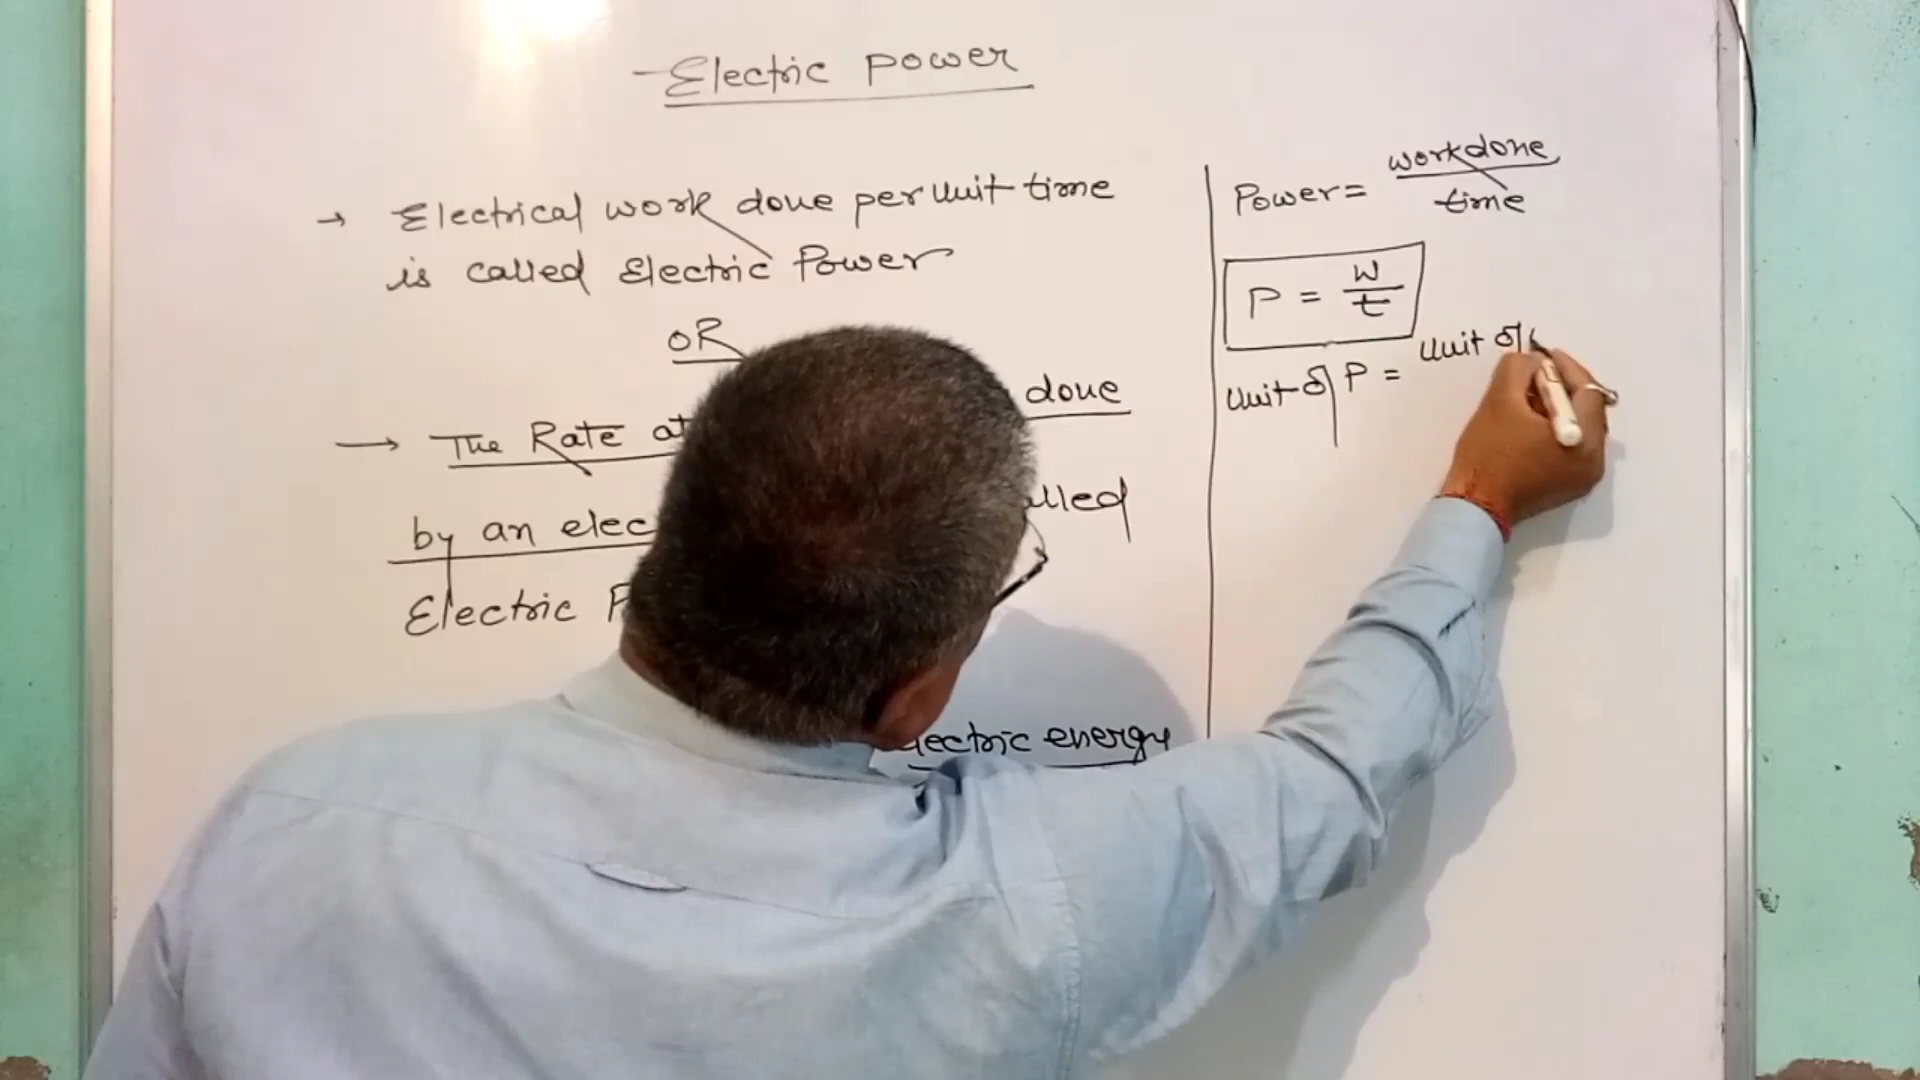 Electric power
→ Electrical work done per unit time
is called Electric Power
OR
→ The Rate at done
by an elec
Electric P
lectric energy
Power = workdone
time
P = W
t
unit of P = unit of